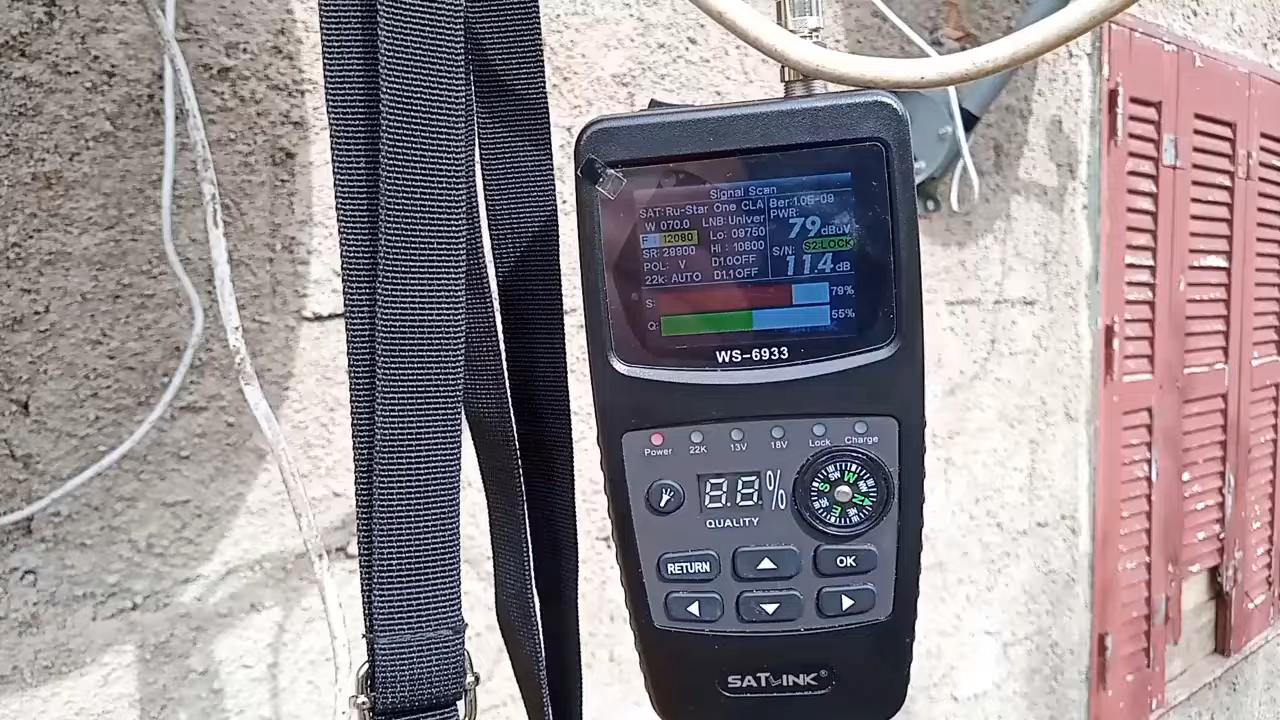 Signal Scan
SAT:Ru-Star One CLA
W 070.0 LNB:Univer
F : 12080 Lo: 09750
SR: 29900 Hi : 10600
POL: V D1.0OFF
22k: AUTO D1.1OFF
Ber:1.0E-09
PWR:
79 dBuV
S/N: S2-LOCK
11.4 dB
S: 79%
Q: 55%
WS-6933
Power 22K 13V 18V Lock Charge
%
QUALITY
RETURN
OK
SATLINK®